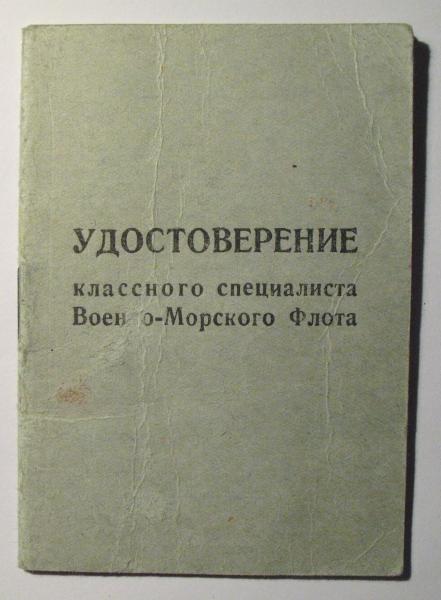 УДОСТОВЕРЕНИЕ
классного специалиста
Военно-Морского Флота